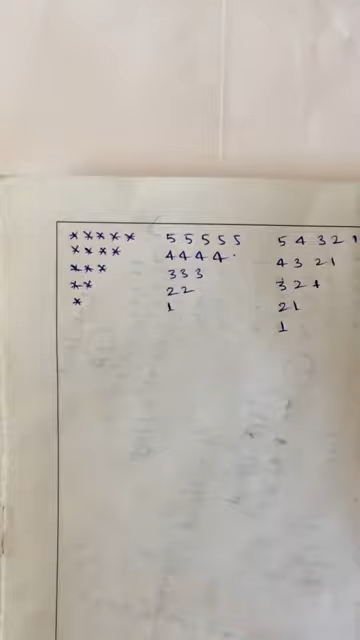 * * * * * 5 5 5 5 5 5 4 3 2 1
* * * * 4 4 4 4 4 3 2 1
* * * 3 3 3 3 2 1
* * 2 2 2 1
* 1 1